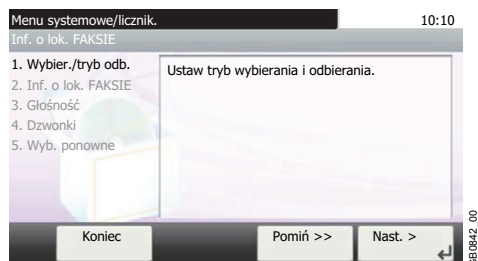 Menu systemowe/licznik. 10:10
Inf. o lok. FAKSIE
1. Wybier./tryb odb.
2. Inf. o lok. FAKSIE
3. Głośność
4. Dzwonki
5. Wyb. ponowne
Ustaw tryb wybierania i odbierania.
Koniec Pomiń >> Nast. >